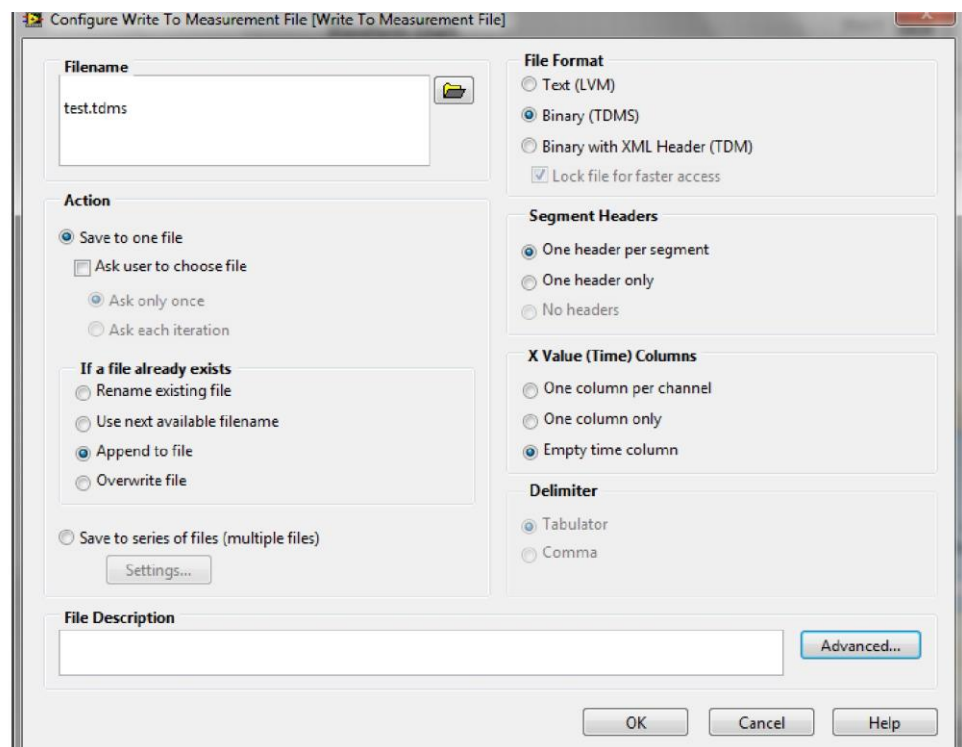 Configure Write To Measurement File [Write To Measurement File]
Filename
test.tdms
Action
Save to one file
Ask user to choose file
Ask only once
Ask each iteration
If a file already exists
Rename existing file
Use next available filename
Append to file
Overwrite file
Save to series of files (multiple files)
Settings...
File Format
Text (LVM)
Binary (TDMS)
Binary with XML Header (TDM)
Lock file for faster access
Segment Headers
One header per segment
One header only
No headers
X Value (Time) Columns
One column per channel
One column only
Empty time column
Delimiter
Tabulator
Comma
File Description
Advanced...
OK
Cancel
Help